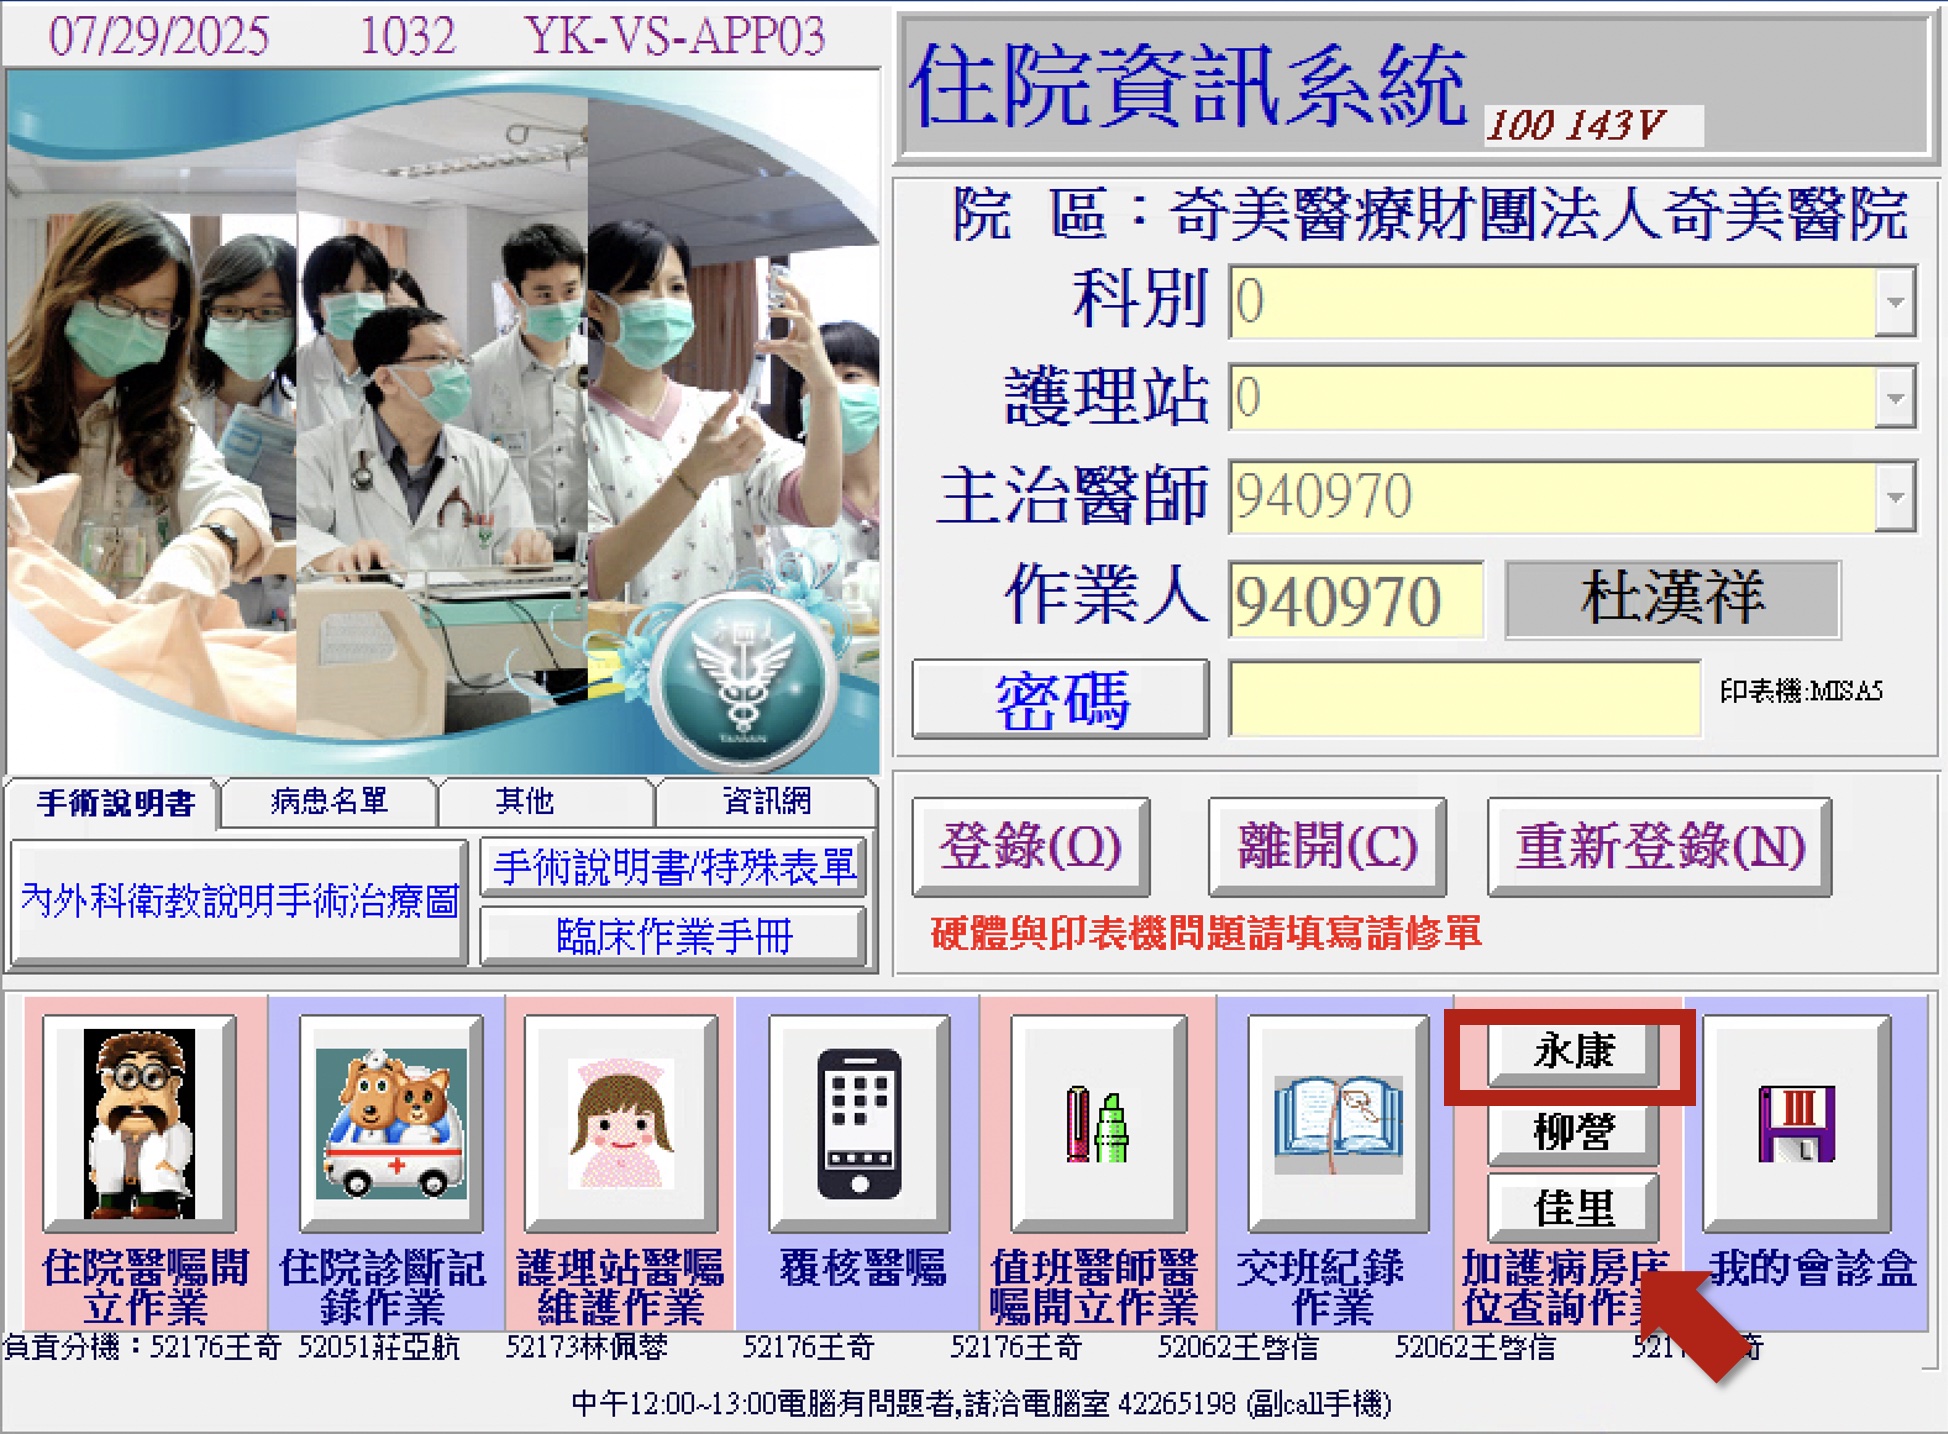 07/29/2025 1032 YK-VS-APP03
住院資訊系統 100 143V
院 區：奇美醫療財團法人奇美醫院
科別 0
護理站 0
主治醫師 940970
作業人 940970 杜漢祥
密碼 印表機:MISA5
手術說明書 病患名單 其他 資訊網
內外科衛教說明手術治療圖
手術說明書/特殊表單
臨床作業手冊
登錄(O) 離開(C) 重新登錄(N)
硬體與印表機問題請填寫請修單
III
永康
柳營
佳里
住院醫囑開
立作業
住院診斷記
錄作業
護理站醫囑
維護作業
覆核醫囑
值班醫師醫
囑開立作業
交班紀錄
作業
加護病房床
位查詢作業
我的會診盒
負責分機：52176王奇 52051莊亞航 52173林佩蓉 52176王奇 52176王奇 52062王啓信 52062王啓信
中午12:00~13:00電腦有問題者,請洽電腦室 42265198 (副call手機)